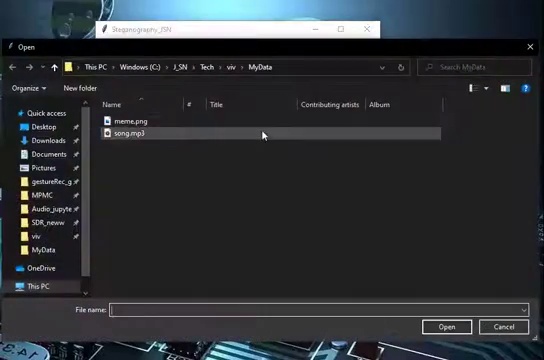 Steganography_JSN
Open
This PC > Windows (C:) > J_SN > Tech > viv > MyData
Search MyData
Organize
New folder
Name # Title Contributing artists Album
Quick access
Desktop
Downloads
Documents
Pictures
gestureRec_g
MPMC
Audio_jupyte
SDR_neww
viv
MyData
OneDrive
This PC
meme.png
song.mp3
File name:
Open Cancel